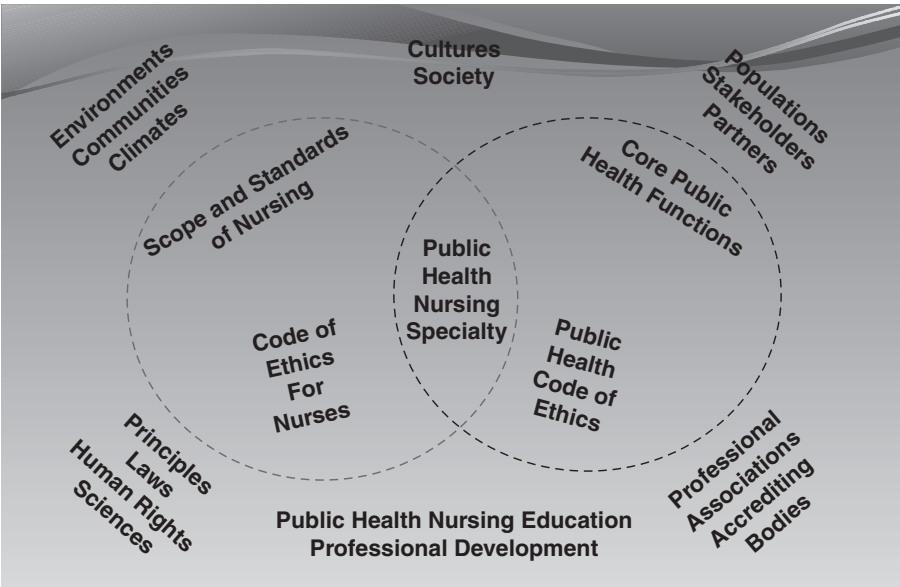 Environments
Communities
Climates
Cultures
Society
Populations
Stakeholders
Partners
Scope and Standards
of Nursing
Core Public
Health Functions
Public
Health
Nursing
Specialty
Code of
Ethics
For
Nurses
Public
Health
Code of
Ethics
Principles
Laws
Human Rights
Sciences
Professional
Associations
Accrediting
Bodies
Public Health Nursing Education
Professional Development